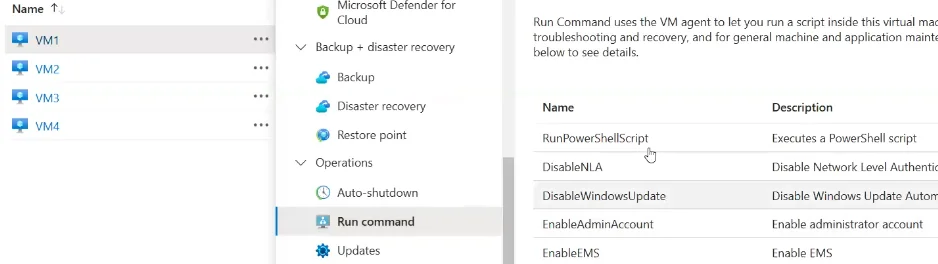 Name ↑↓
VM1 ...
VM2 ...
VM3 ...
VM4 ...
Microsoft Defender for
Cloud
Backup + disaster recovery
Backup
Disaster recovery
Restore point
Operations
Auto-shutdown
Run command
Updates
Run Command uses the VM agent to let you run a script inside this virtual mac
troubleshooting and recovery, and for general machine and application mainte
below to see details.
Name Description
RunPowerShellScript Executes a PowerShell script
DisableNLA Disable Network Level Authentic
DisableWindowsUpdate Disable Windows Update Autom
EnableAdminAccount Enable administrator account
EnableEMS Enable EMS